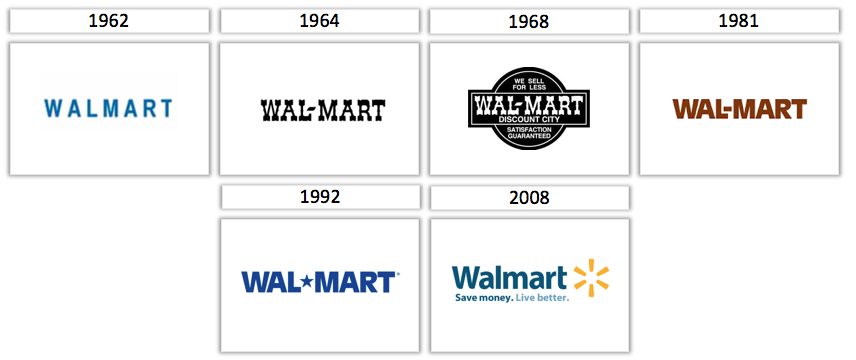 1962
1964
1968
1981
WALMART
WAL-MART
WE SELL
FOR LESS
WAL-MART
DISCOUNT CITY
SATISFACTION
GUARANTEED
WAL-MART
1992
2008
WAL★MART®
Walmart
Save money. Live better.